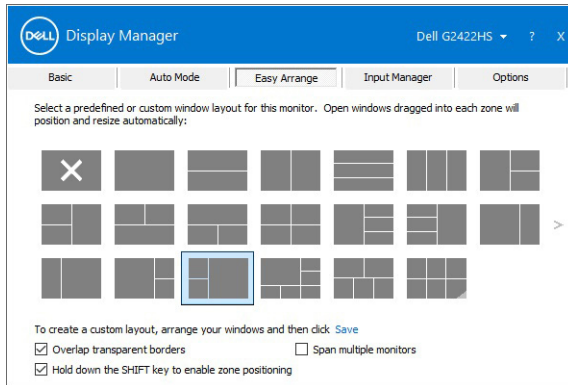 DELL Display Manager
Dell G2422HS ? X
Basic Auto Mode Easy Arrange Input Manager Options
Select a predefined or custom window layout for this monitor. Open windows dragged into each zone will
position and resize automatically:
>
To create a custom layout, arrange your windows and then click Save
Overlap transparent borders Span multiple monitors
Hold down the SHIFT key to enable zone positioning